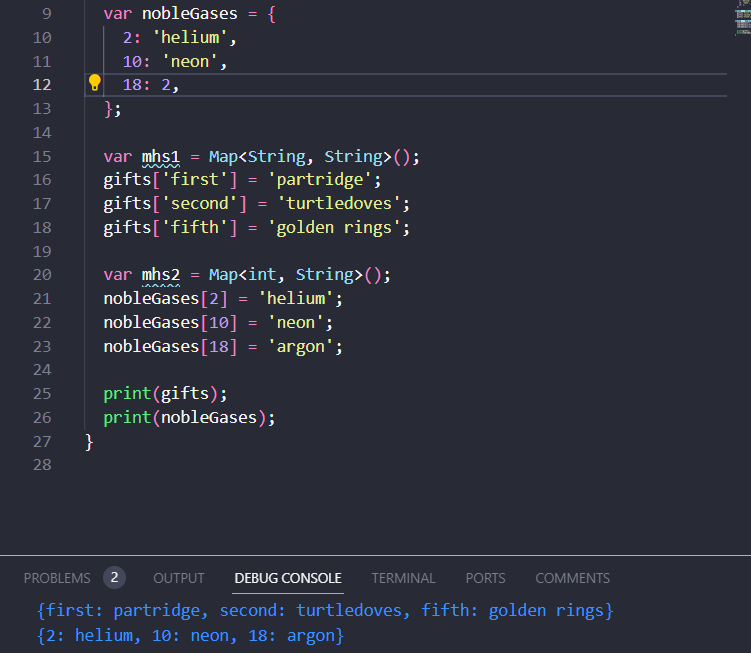 9 var nobleGases = {
10 2: 'helium',
11 10: 'neon',
12 18: 2,
13 };
14
15 var mhs1 = Map<String, String>();
16 gifts['first'] = 'partridge';
17 gifts['second'] = 'turtledoves';
18 gifts['fifth'] = 'golden rings';
19
20 var mhs2 = Map<int, String>();
21 nobleGases[2] = 'helium';
22 nobleGases[10] = 'neon';
23 nobleGases[18] = 'argon';
24
25 print(gifts);
26 print(nobleGases);
27 }
28
PROBLEMS 2 OUTPUT DEBUG CONSOLE TERMINAL PORTS COMMENTS
{first: partridge, second: turtledoves, fifth: golden rings}
{2: helium, 10: neon, 18: argon}